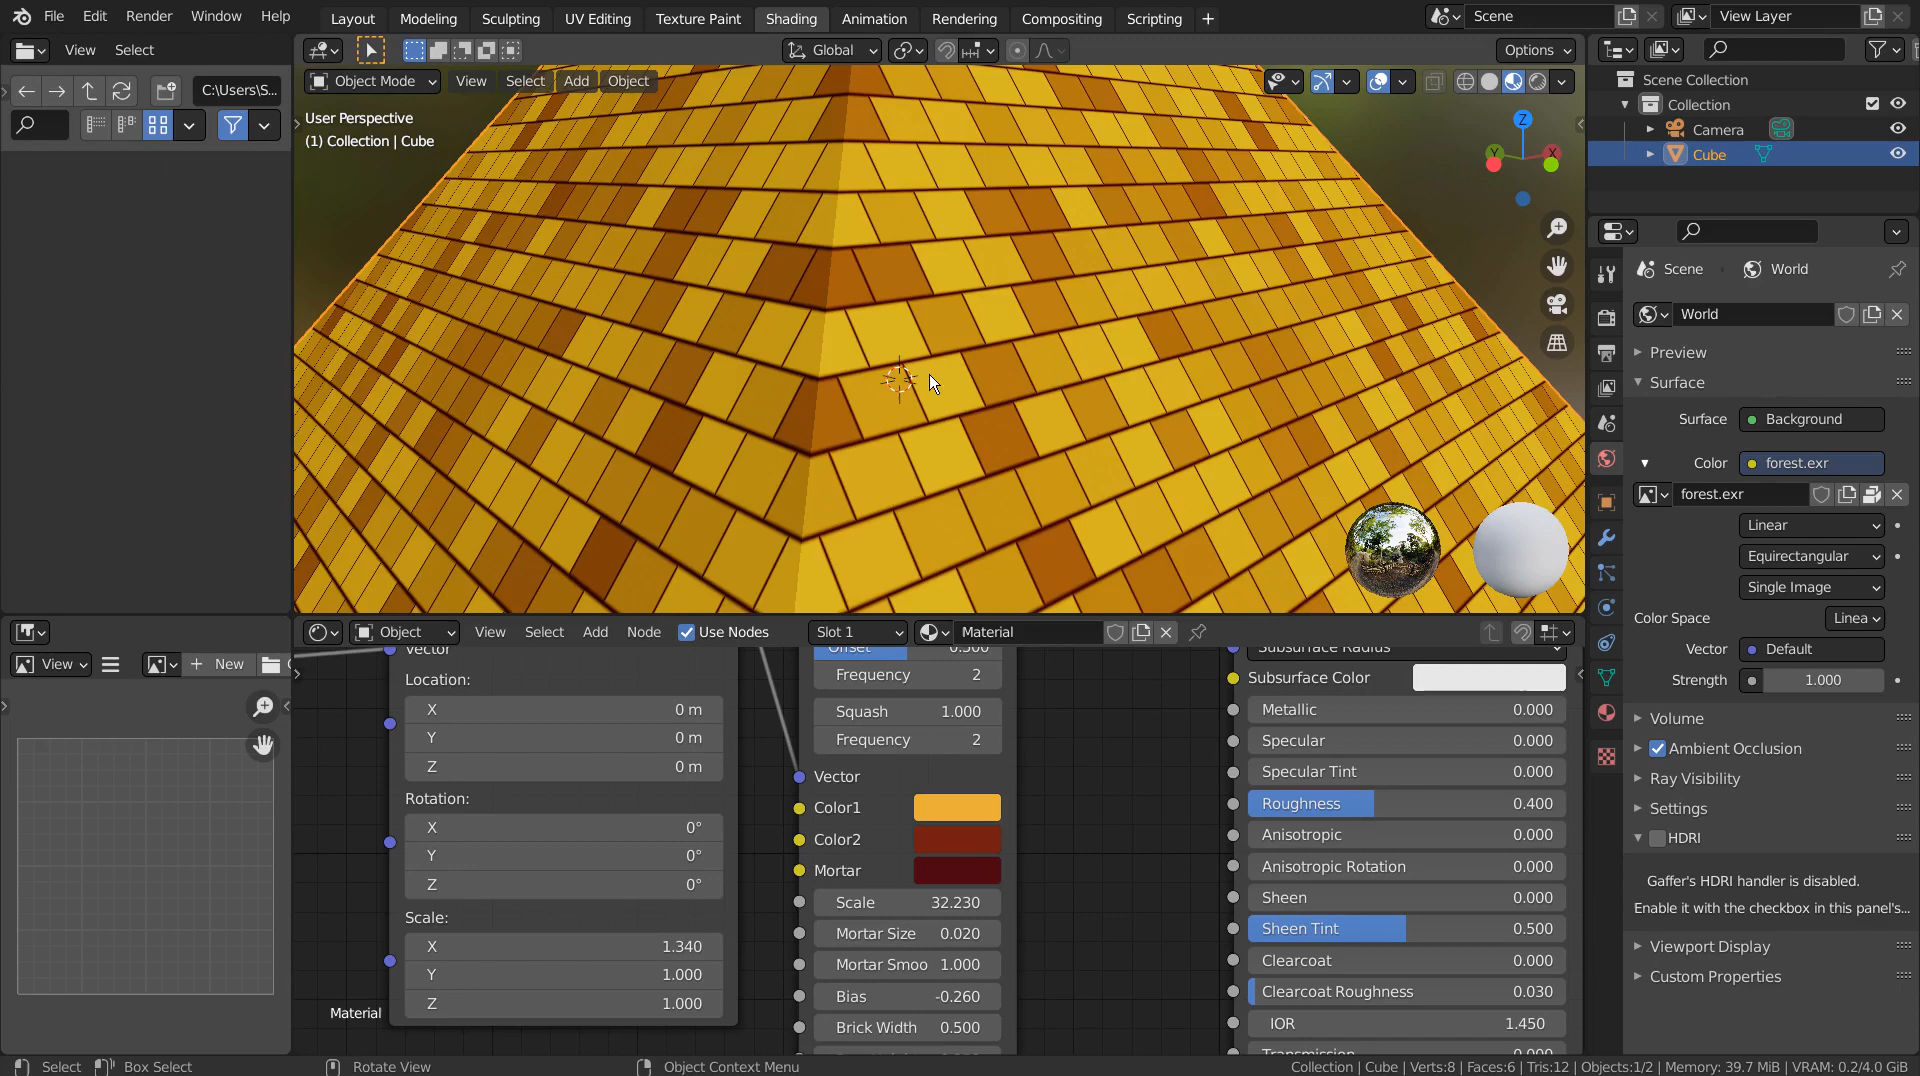 File Edit Render Window Help Layout Modeling Sculpting UV Editing Texture Paint Shading Animation Rendering Compositing Scripting + Scene View Layer
View Select Global Options
Object Mode View Select Add Object
Scene Collection
Collection
Camera
Cube
C:\Users\S...
User Perspective
(1) Collection | Cube
Z
Y X
Scene World
World
Preview
Surface
Surface Background
Color forest.exr
forest.exr
Linear
Equirectangular
Single Image
Color Space Linea
Vector Default
Strength 1.000
Volume
Ambient Occlusion
Ray Visibility
Settings
HDRI
Gaffer's HDRI handler is disabled.
Enable it with the checkbox in this panel's...
Viewport Display
Custom Properties
Object View Select Add Node Use Nodes Slot 1 Material
View + New
Vector
Location:
X 0 m
Y 0 m
Z 0 m
Rotation:
X 0°
Y 0°
Z 0°
Scale:
X 1.340
Y 1.000
Z 1.000
Material
Offset 0.500
Frequency 2
Squash 1.000
Frequency 2
Vector
Color1
Color2
Mortar
Scale 32.230
Mortar Size 0.020
Mortar Smoo 1.000
Bias -0.260
Brick Width 0.500
Subsurface Radius
Subsurface Color
Metallic 0.000
Specular 0.000
Specular Tint 0.000
Roughness 0.400
Anisotropic 0.000
Anisotropic Rotation 0.000
Sheen 0.000
Sheen Tint 0.500
Clearcoat 0.000
Clearcoat Roughness 0.030
IOR 1.450
Transmission 0.000
Select Box Select Rotate View Object Context Menu Collection | Cube | Verts:8 | Faces:6 | Tris:12 | Objects:1/2 | Memory: 39.7 MiB | VRAM: 0.2/4.0 GiB